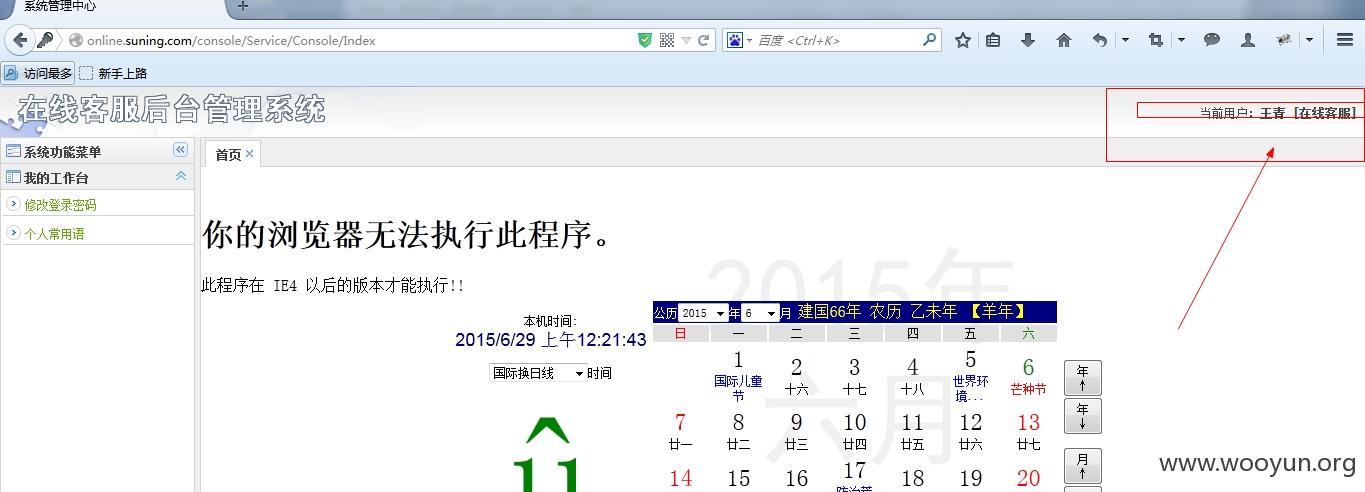 系统管理中心
online.suning.com/console/Service/Console/Index
百度 <Ctrl+K>
访问最多 新手上路
在线客服后台管理系统
当前用户: 王青 [在线客服]
系统功能菜单
首页
我的工作台
修改登录密码
个人常用语
你的浏览器无法执行此程序。
此程序在 IE4 以后的版本才能执行!!
2015年
六月
本机时间:
2015/6/29 上午12:21:43
国际换日线 时间
公历 2015 年 6 月 建国66年 农历 乙未年 【羊年】
日 一 二 三 四 五 六
1 2 3 4 5 6
国际儿童节 十六 十七 十八 世界环境... 芒种节
7 8 9 10 11 12 13
廿一 廿二 廿三 廿四 廿五 廿六 廿七
14 15 16 17 18 19 20
年↑
年↓
月↑
www.wooyun.org